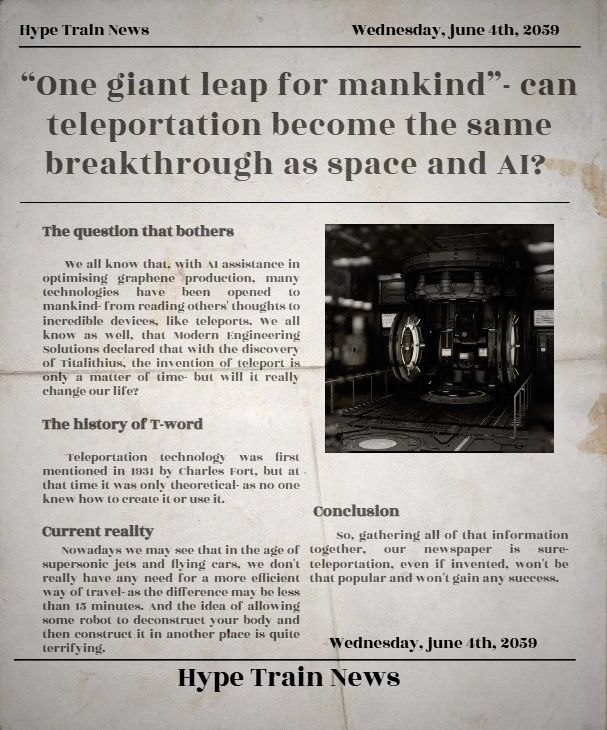 Hype Train News
Wednesday, june 4th, 2059
“One giant leap for mankind”- can
teleportation become the same
breakthrough as space and AI?
The question that bothers
We all know that, with AI assistance in
optimising graphene production, many
technologies have been opened to
mankind- from reading others' thoughts to
incredible devices, like teleports. We all
know as well, that Modern Engineering
Solutions declared that with the discovery
of Titalithius, the invention of teleport is
only a matter of time- but will it really
change our life?
The history of T-word
Teleportation technology was first
mentioned in 1931 by Charles Fort, but at
that time it was only theoretical- as no one
knew how to create it or use it.
Current reality
Nowadays we may see that in the age of
supersonic jets and flying cars, we don't
really have any need for a more efficient
way of travel- as the difference may be less
than 15 minutes. And the idea of allowing
some robot to deconstruct your body and
then construct it in another place is quite
terrifying.
Conclusion
So, gathering all of that information
together, our newspaper is sure-
teleportation, even if invented, won't be
that popular and won't gain any success.
Wednesday, june 4th, 2059
Hype Train News